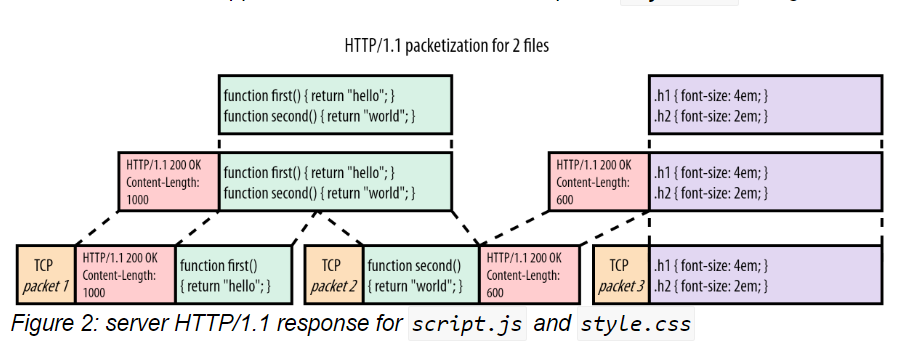 HTTP/1.1 packetization for 2 files
function first() { return "hello"; }
function second() { return "world"; }
.h1 { font-size: 4em; }
.h2 { font-size: 2em; }
HTTP/1.1 200 OK
Content-Length:
1000
function first() { return "hello"; }
function second() { return "world"; }
HTTP/1.1 200 OK
Content-Length:
600
.h1 { font-size: 4em; }
.h2 { font-size: 2em; }
TCP
packet 1
HTTP/1.1 200 OK
Content-Length:
1000
function first()
{ return "hello"; }
TCP
packet 2
function second()
{ return "world"; }
HTTP/1.1 200 OK
Content-Length:
600
TCP
packet 3
.h1 { font-size: 4em; }
.h2 { font-size: 2em; }
Figure 2: server HTTP/1.1 response for script.js and style.css